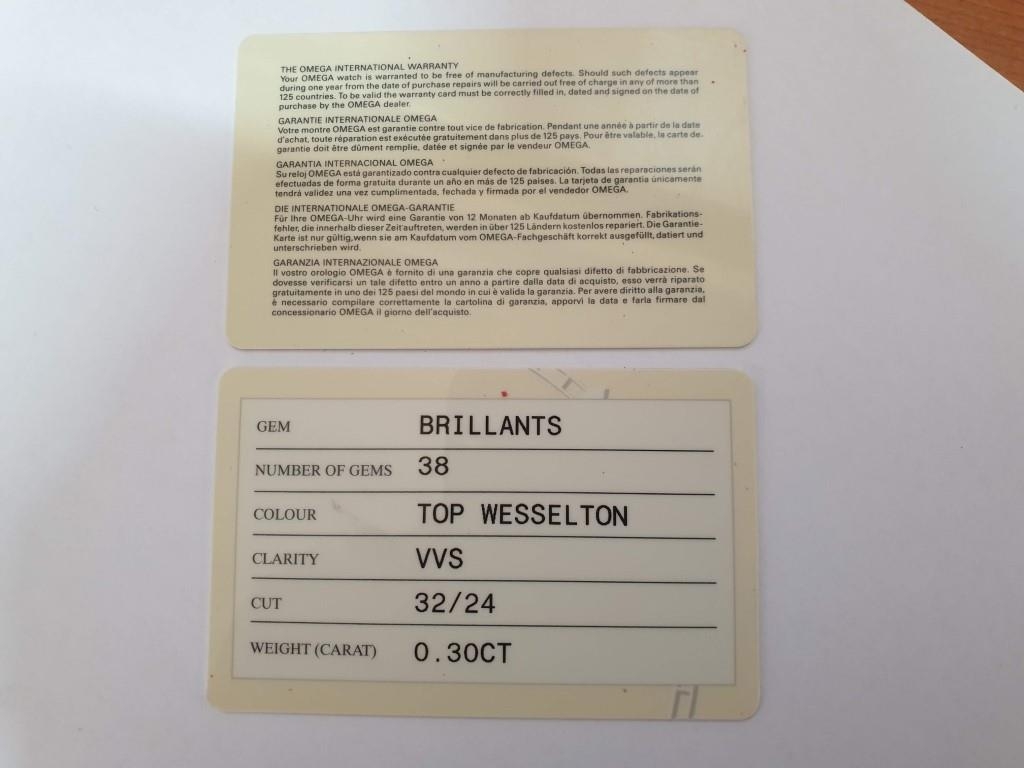 THE OMEGA INTERNATIONAL WARRANTY
Your OMEGA watch is warranted to be free of manufacturing defects. Should such defects appear
during one year from the date of purchase repairs will be carried out free of charge in any of more than
125 countries. To be valid the warranty card must be correctly filled in, dated and signed on the date of
purchase by the OMEGA dealer.
GARANTIE INTERNATIONALE OMEGA
Votre montre OMEGA est garantie contre tout vice de fabrication. Pendant une année à partir de la date
d'achat, toute réparation est exécutée gratuitement dans plus de 125 pays. Pour être valable, la carte de
garantie doit être dûment remplie, datée et signée par le vendeur OMEGA.
GARANTIA INTERNACIONAL OMEGA
Su reloj OMEGA está garantizado contra cualquier defecto de fabricación. Todas las reparaciones serán
efectuadas de forma gratuita durante un año en más de 125 paises. La tarjeta de garantia únicamente
tendrá validez una vez cumplimentada, fechada y firmada por el vendedor OMEGA.
DIE INTERNATIONALE OMEGA-GARANTIE
Für Ihre OMEGA-Uhr wird eine Garantie von 12 Monaten ab Kaufdatum übernommen. Fabrikations-
fehler, die innerhalb dieser Zeit auftreten, werden in über 125 Ländern kostenlos repariert. Die Garantie-
Karte ist nur gültig, wenn sie am Kaufdatum vom OMEGA-Fachgeschäft korrekt ausgefüllt, datiert und
unterschrieben wird.
GARANZIA INTERNAZIONALE OMEGA
Il vostro orologio OMEGA è fornito di una garanzia che copre qualsiasi difetto di fabbricazione. Se
dovesse verificarsi un tale difetto entro un anno a partire dalla data di acquisto, esso verrà riparato
gratuitamente in uno dei 125 paesi del mondo in cui è valida la garanzia. Per avere diritto alla garanzia,
è necessario compilare correttamente la cartolina di garanzia, apporvi la data e farla firmare dal
concessionario OMEGA il giorno dell'acquisto.
GEM BRILLANTS
NUMBER OF GEMS 38
COLOUR TOP WESSELTON
CLARITY VVS
CUT 32/24
WEIGHT (CARAT) 0.30CT